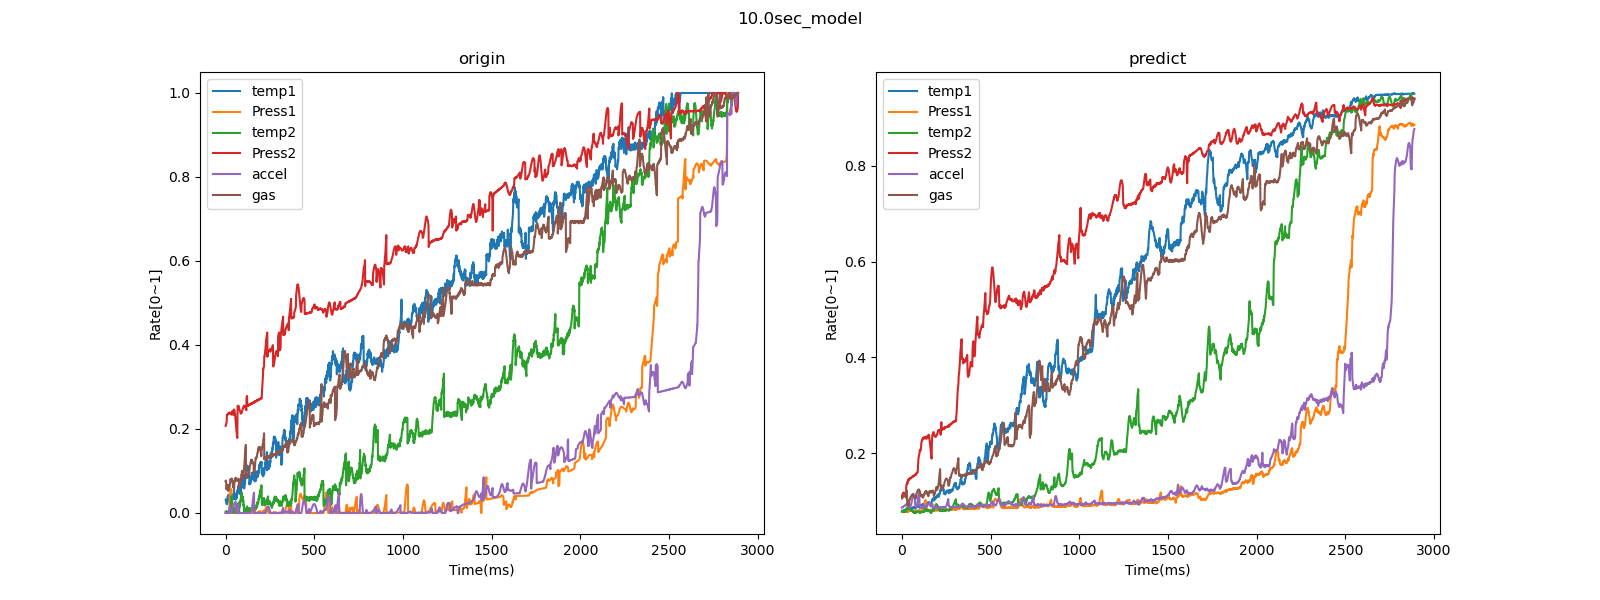 10.0sec_model
origin
temp1
Press1
temp2
Press2
accel
gas
Rate[0~1]
1.0
0.8
0.6
0.4
0.2
0.0
0 500 1000 1500 2000 2500 3000
Time(ms)
predict
temp1
Press1
temp2
Press2
accel
gas
Rate[0~1]
0.8
0.6
0.4
0.2
0 500 1000 1500 2000 2500 3000
Time(ms)